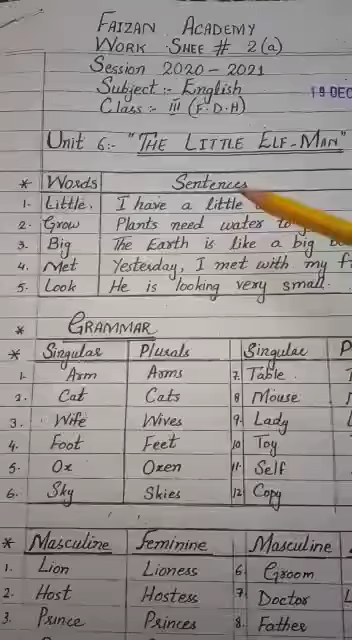 FAIZAN ACADEMY
WORK SHEE # 2(a)
Session 2020-2021
Subject:- English
Class:- III (F.D.H)
19 DEC
Unit 6:- "THE LITTLE ELF-MAN"
* Words Sentences
1- Little. I have a little
2- Grow Plants need water to
3- Big The Earth is like a big
4. Met Yesterday, I met with my
5. Look He is looking very small.
* GRAMMAR
* Singular Plurals Singular P
1- Arm Arms 7. Table.
2. Cat Cats 8 Mouse
3. Wife Wives 9. Lady
4. Foot Feet 10 Toy
5. Ox Oxen 11. Self
6. Sky Skies 12 Copy
* Masculine Feminine Masculine
1. Lion Lioness 6. Groom
2. Host Hostess 7. Doctor
3. Prince Princes 8. Father